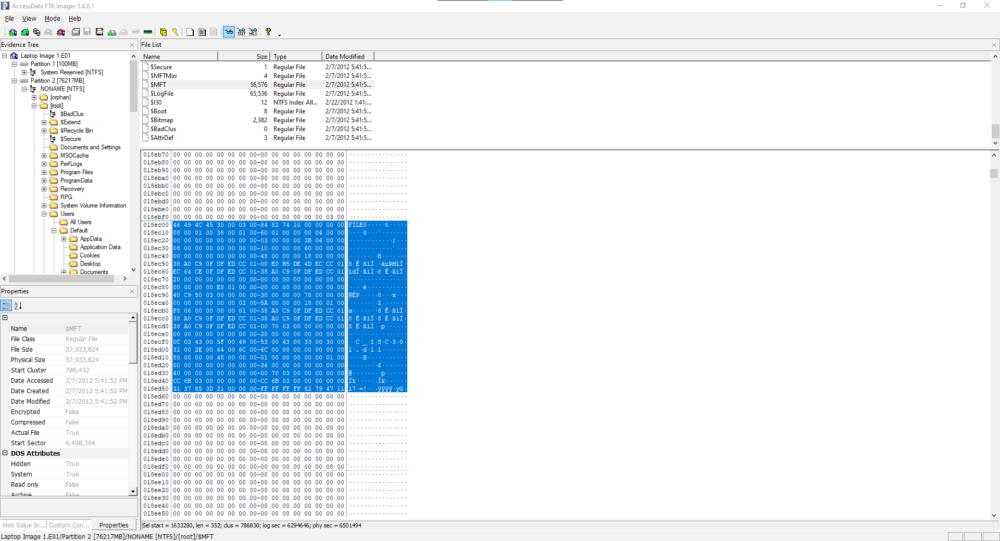 AccessData FTK Imager 3.4.0.1
File View Mode Help
Evidence Tree
Laptop Image 1.E01
Partition 1 [100MB]
System Reserved [NTFS]
Partition 2 [76217MB]
NONAME [NTFS]
[orphan]
[root]
$BadClus
$Extend
$Recycle.Bin
$Secure
Documents and Settings
MSOCache
PerfLogs
Program Files
ProgramData
Recovery
RPG
System Volume Information
Users
All Users
Default
AppData
Application Data
Cookies
Desktop
Documents
Properties
Name $MFT
File Class Regular File
File Size 57,933,824
Physical Size 57,933,824
Start Cluster 786,432
Date Accessed 2/7/2012 5:41:52 PM
Date Created 2/7/2012 5:41:52 PM
Date Modified 2/7/2012 5:41:52 PM
Encrypted False
Compressed False
Actual File True
Start Sector 6,498,304
DOS Attributes
Hidden True
System True
Read only False
Archive False
Hex Value In... Custom Con... Properties
File List
Name Size Type Date Modified
$Secure 1 Regular File 2/7/2012 5:41:5...
$MFTMirr 4 Regular File 2/7/2012 5:41:5...
$MFT 56,576 Regular File 2/7/2012 5:41:5...
$LogFile 65,536 Regular File 2/7/2012 5:41:5...
$I30 12 NTFS Index All... 2/22/2012 1:41:...
$Boot 8 Regular File 2/7/2012 5:41:5...
$Bitmap 2,382 Regular File 2/7/2012 5:41:5...
$BadClus 0 Regular File 2/7/2012 5:41:5...
$AttrDef 3 Regular File 2/7/2012 5:41:5...
018eb70 00 00 00 00 00 00 00 00-00 00 00 00 00 00 00 00 ················
018eb80 00 00 00 00 00 00 00 00-00 00 00 00 00 00 00 00 ················
018eb90 00 00 00 00 00 00 00 00-00 00 00 00 00 00 00 00 ················
018eba0 00 00 00 00 00 00 00 00-00 00 00 00 00 00 00 00 ················
018ebb0 00 00 00 00 00 00 00 00-00 00 00 00 00 00 00 00 ················
018ebc0 00 00 00 00 00 00 00 00-00 00 00 00 00 00 00 00 ················
018ebd0 00 00 00 00 00 00 00 00-00 00 00 00 00 00 00 00 ················
018ebe0 00 00 00 00 00 00 00 00-00 00 00 00 00 00 00 00 ················
018ebf0 00 00 00 00 00 00 00 00-00 00 00 00 00 00 03 00 ················
018ec00 46 49 4C 45 30 00 03 00-84 82 74 10 00 00 00 00 FILE0·····t·····
018ec10 08 00 01 00 38 00 01 00-60 01 00 00 00 04 00 00 ····8···`·······
018ec20 00 00 00 00 00 00 00 00-03 00 00 00 3B 06 00 00 ············;···
018ec30 08 00 00 00 00 00 00 00-10 00 00 00 60 00 00 00 ············`···
018ec40 00 00 00 00 00 00 00 00-48 00 00 00 18 00 00 00 ········H·······
018ec50 38 A0 C9 0F DF ED CC 01-00 E0 B5 DE 4D EC CC 01 8 É·ßíÌ··àµÞMìÌ·
018ec60 EC 64 CE 0F DF ED CC 01-38 A0 C9 0F DF ED CC 01 ìdÎ·ßíÌ·8 É·ßíÌ·
018ec70 20 00 00 00 00 00 00 00-00 00 00 00 00 00 00 00 ···············
018ec80 00 00 00 00 E8 01 00 00-00 00 00 00 00 00 00 00 ····è···········
018ec90 40 C9 50 03 00 00 00 00-30 00 00 00 78 00 00 00 @ÉP·····0···x···
018eca0 00 00 00 00 00 00 02 00-5A 00 00 00 18 00 01 00 ········Z·······
018ecb0 F8 06 00 00 00 00 01 00-38 A0 C9 0F DF ED CC 01 ø·······8 É·ßíÌ·
018ecc0 38 A0 C9 0F DF ED CC 01-38 A0 C9 0F DF ED CC 01 8 É·ßíÌ·8 É·ßíÌ·
018ecd0 38 A0 C9 0F DF ED CC 01-00 70 03 00 00 00 00 00 8 É·ßíÌ··p······
018ece0 00 00 00 00 00 00 00 00-20 00 00 00 00 00 00 00 ········ ·······
018ecf0 0C 03 43 00 5F 00 49 00-53 00 43 00 33 00 30 00 ··C·_·I·S·C·3·0·
018ed00 31 00 2E 00 64 00 6C 00-6C 00 00 00 00 00 00 00 1·.·d·l·l·······
018ed10 80 00 00 00 48 00 00 00-01 00 00 00 00 00 01 00 ····H···········
018ed20 00 00 00 00 00 00 00 00-36 00 00 00 00 00 00 00 ········6·······
018ed30 40 00 00 00 00 00 00 00-00 70 03 00 00 00 00 00 @········p······
018ed40 CC 6B 03 00 00 00 00 00-CC 6B 03 00 00 00 00 00 Ìk······Ìk······
018ed50 31 37 85 3D 21 00 00 00-FF FF FF FF 82 79 47 11 17·=!···ÿÿÿÿ·yG·
018ed60 00 00 00 00 00 00 00 00-00 00 00 00 00 00 00 00 ················
018ed70 00 00 00 00 00 00 00 00-00 00 00 00 00 00 00 00 ················
018ed80 00 00 00 00 00 00 00 00-00 00 00 00 00 00 00 00 ················
018ed90 00 00 00 00 00 00 00 00-00 00 00 00 00 00 00 00 ················
018eda0 00 00 00 00 00 00 00 00-00 00 00 00 00 00 00 00 ················
018edb0 00 00 00 00 00 00 00 00-00 00 00 00 00 00 00 00 ················
018edc0 00 00 00 00 00 00 00 00-00 00 00 00 00 00 00 00 ················
018edd0 00 00 00 00 00 00 00 00-00 00 00 00 00 00 00 00 ················
018ede0 00 00 00 00 00 00 00 00-00 00 00 00 00 00 00 00 ················
018edf0 00 00 00 00 00 00 00 00-00 00 00 00 00 00 08 00 ················
018ee00 00 00 00 00 00 00 00 00-00 00 00 00 00 00 00 00 ················
018ee10 00 00 00 00 00 00 00 00-00 00 00 00 00 00 00 00 ················
018ee20 00 00 00 00 00 00 00 00-00 00 00 00 00 00 00 00 ················
018ee30 00 00 00 00 00 00 00 00-00 00 00 00 00 00 00 00 ················
018ee40 00 00 00 00 00 00 00 00-00 00 00 00 00 00 00 00 ················
018ee50 00 00 00 00 00 00 00 00-00 00 00 00 00 00 00 00 ················
Sel start = 1633280, len = 352; clus = 786830; log sec = 6294646; phy sec = 6501494
Laptop Image 1.E01/Partition 2 [76217MB]/NONAME [NTFS]/[root]/$MFT